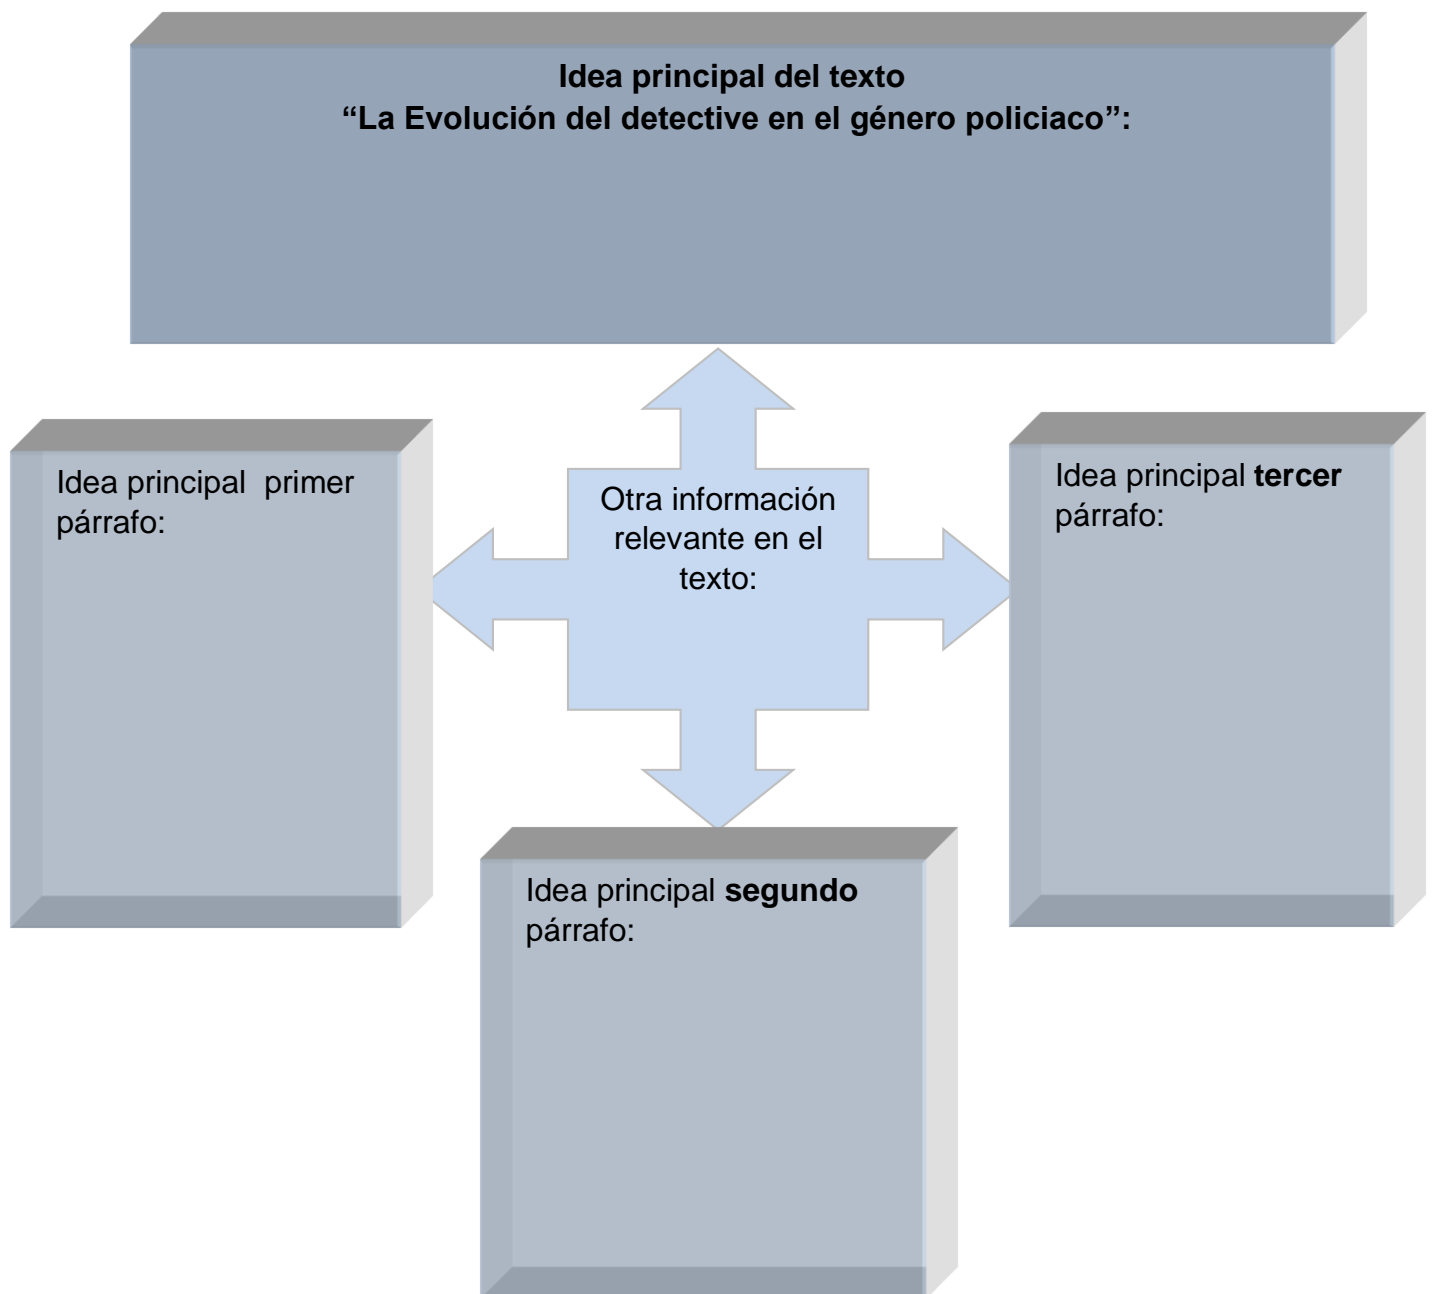 Idea principal del texto
“La Evolución del detective en el género policiaco”:
Idea principal  primer
párrafo:
Otra información
relevante en el
texto:
Idea principal tercer
párrafo:
Idea principal segundo
párrafo: